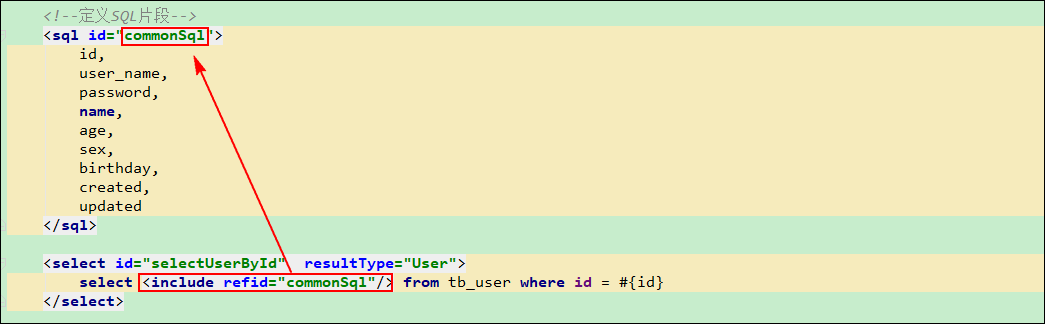 <!--定义SQL片段-->
<sql id="commonSql">
id,
user_name,
password,
name,
age,
sex,
birthday,
created,
updated
</sql>
<select id="selectUserById"  resultType="User">
select <include refid="commonSql"/> from tb_user where id = #{id}
</select>